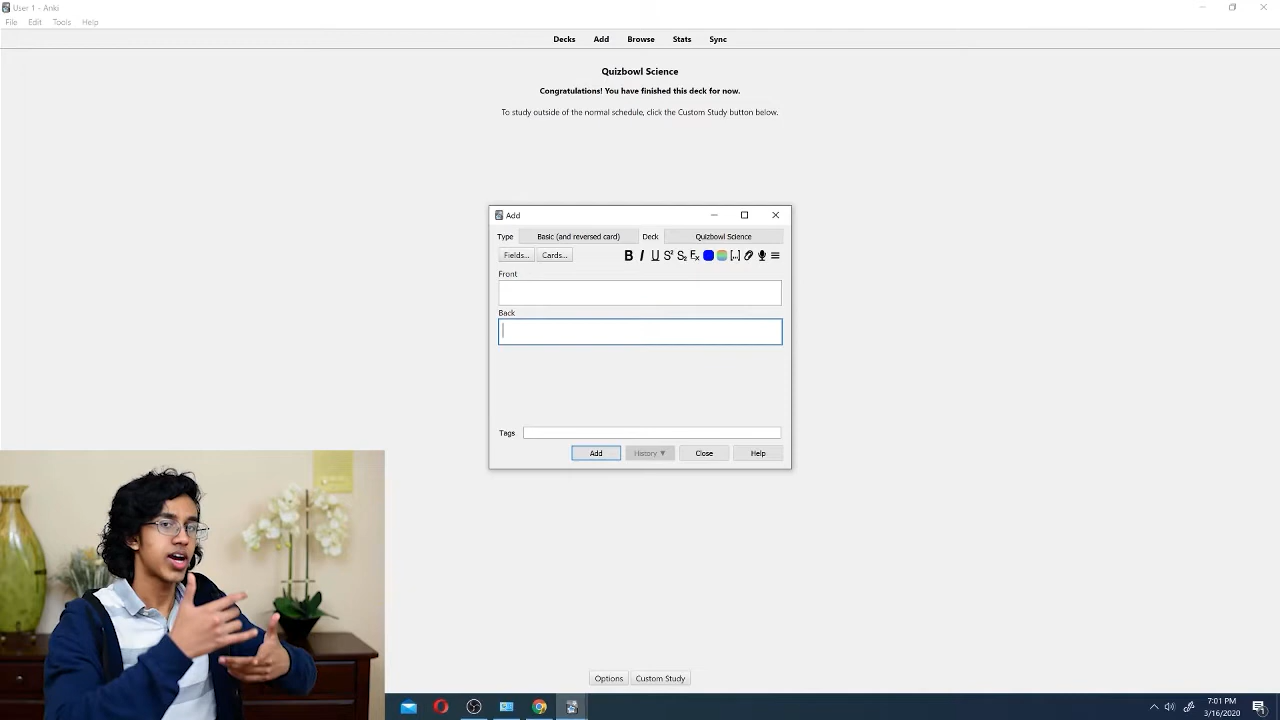 User 1 - Anki
File Edit Tools Help
Decks Add Browse Stats Sync
Quizbowl Science
Congratulations! You have finished this deck for now.
To study outside of the normal schedule, click the Custom Study button below.
Add
Type Basic (and reversed card) Deck Quizbowl Science
Fields... Cards... B I U S² S₂ Eₓ [...]
Front
Back
Tags
Add History ▼ Close Help
Options Custom Study
7:01 PM
3/16/2020